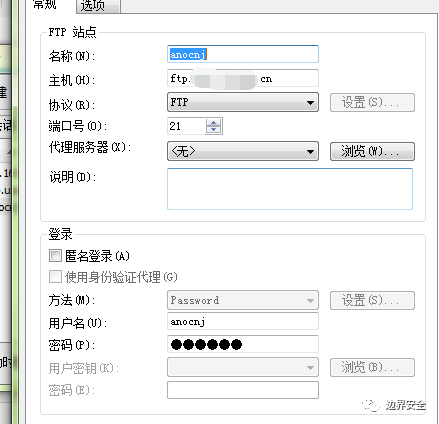 常规 选项
FTP 站点
名称(N): anocnj
主机(H): ftp. cn
协议(R): FTP 设置(S)...
端口号(O): 21
代理服务器(X): <无> 浏览(W)...
说明(D):
登录
匿名登录(A)
使用身份验证代理(G)
方法(M): Password 设置(S)...
用户名(U): anocnj
密码(P): ●●●●●●
用户密钥(K): 浏览(B)...
密码(E):
边界安全